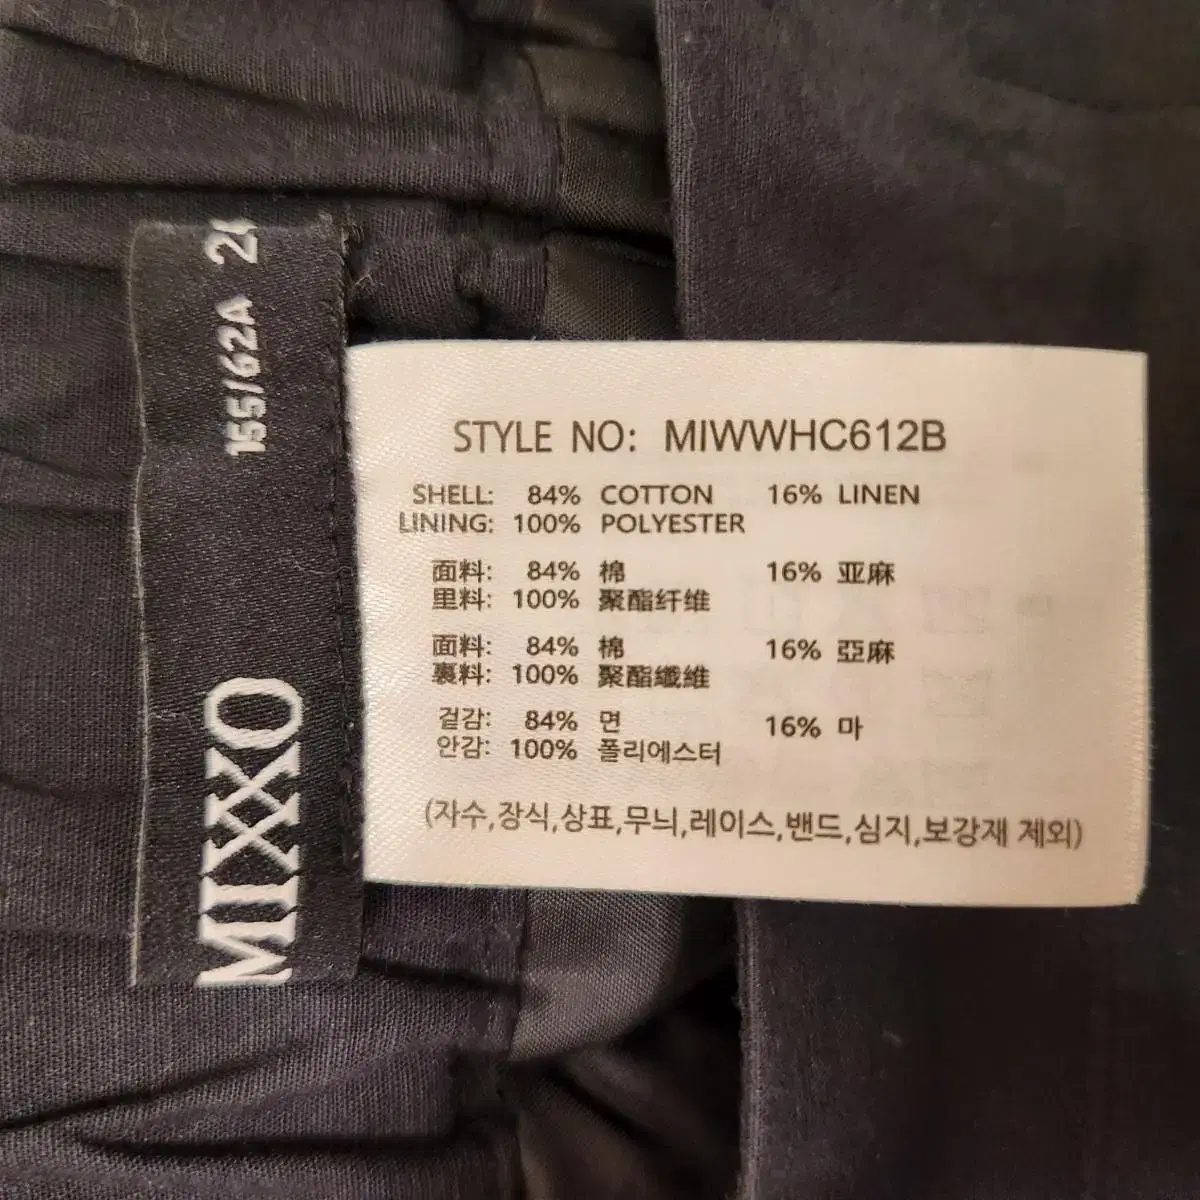 MIXXO
155/62A
STYLE NO: MIWWHC612B
SHELL: 84% COTTON 16% LINEN
LINING: 100% POLYESTER
面料: 84% 棉 16% 亚麻
里料: 100% 聚酯纤维
面料: 84% 棉 16% 亞麻
裏料: 100% 聚酯纖維
겉감: 84% 면 16% 마
안감: 100% 폴리에스터
(자수,장식,상표,무늬,레이스,밴드,심지,보강재 제외)